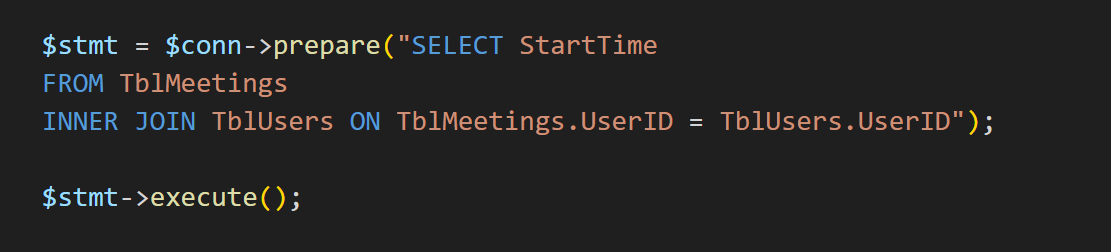 $stmt = $conn->prepare("SELECT StartTime
FROM TblMeetings
INNER JOIN TblUsers ON TblMeetings.UserID = TblUsers.UserID");
$stmt->execute();